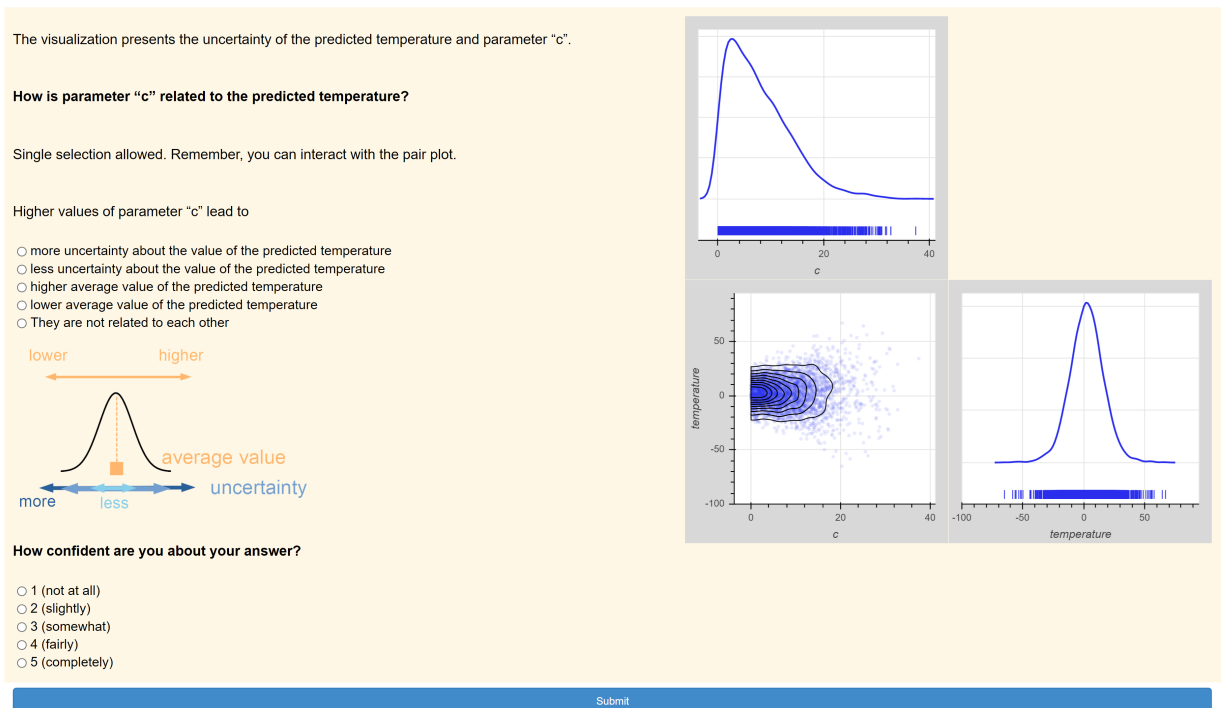 The visualization presents the uncertainty of the predicted temperature and parameter “c”.
How is parameter “c” related to the predicted temperature?
Single selection allowed. Remember, you can interact with the pair plot.
Higher values of parameter “c” lead to
more uncertainty about the value of the predicted temperature
less uncertainty about the value of the predicted temperature
higher average value of the predicted temperature
lower average value of the predicted temperature
They are not related to each other
lower higher
average value
more less uncertainty
How confident are you about your answer?
1 (not at all)
2 (slightly)
3 (somewhat)
4 (fairly)
5 (completely)
Submit
0 20 40
c
temperature
50
0
-50
-100
0 20 40
c
-100 -50 0 50
temperature